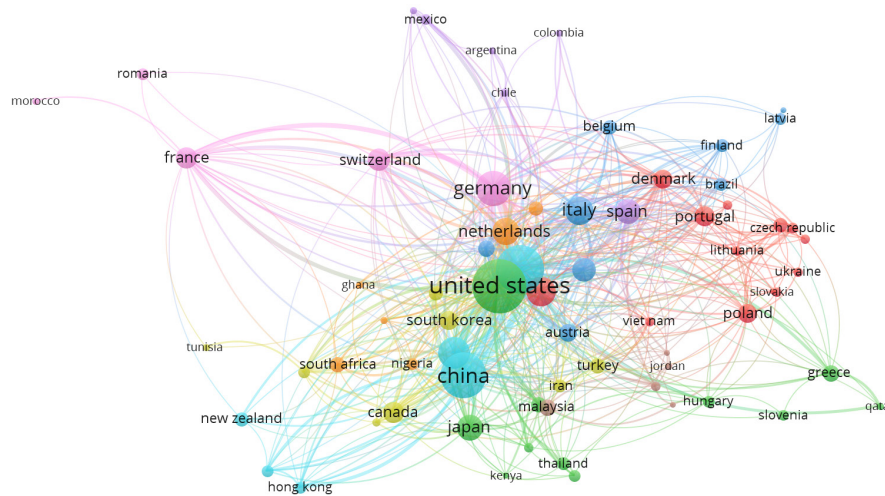 mexico
colombia
argentina
romania
chile
morocco
latvia
belgium
finland
france
switzerland
denmark
brazil
germany
italy
spain
portugal
czech republic
netherlands
lithuania
ukraine
ghana
united states
slovakia
poland
south korea
viet nam
austria
tunisia
south africa
nigeria
turkey
jordan
greece
china
iran
new zealand
canada
malaysia
hungary
qata
slovenia
japan
thailand
kenya
hong kong